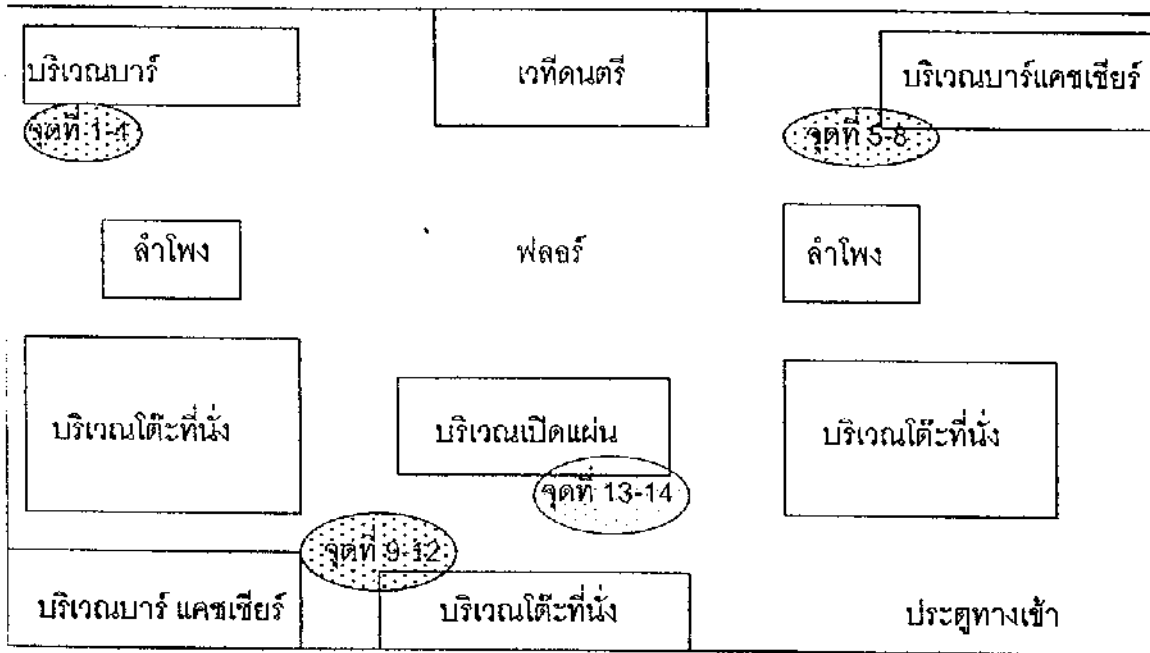 บริเวณบาร์
เวทีดนตรี
บริเวณบาร์แคชเชียร์
จุดที่ 1-4
จุดที่ 5-8
ลำโพง
ฟลอร์
ลำโพง
บริเวณโต๊ะที่นั่ง
บริเวณเปิดแผ่น
บริเวณโต๊ะที่นั่ง
จุดที่ 13-14
จุดที่ 9-12
บริเวณบาร์ แคชเชียร์
บริเวณโต๊ะที่นั่ง
ประตูทางเข้า